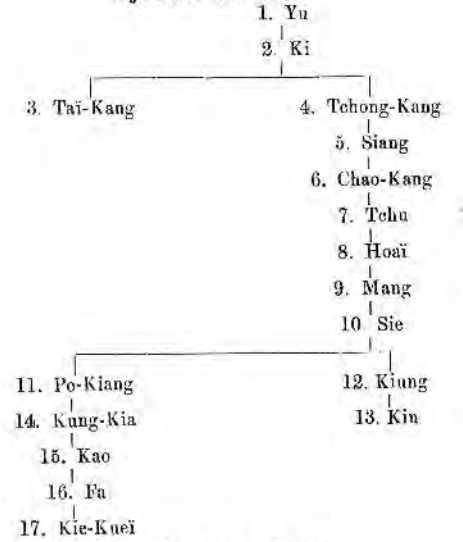 1. Yu
2. Ki
3. Taï-Kang 4. Tchong-Kang
5. Siang
6. Chao-Kang
7. Tchu
8. Hoaï
9. Mang
10 Sie
11. Po-Kiang 12. Kiung
14. Kung-Kia 13. Kin
15. Kao
16. Fa
17. Kie-Kueï